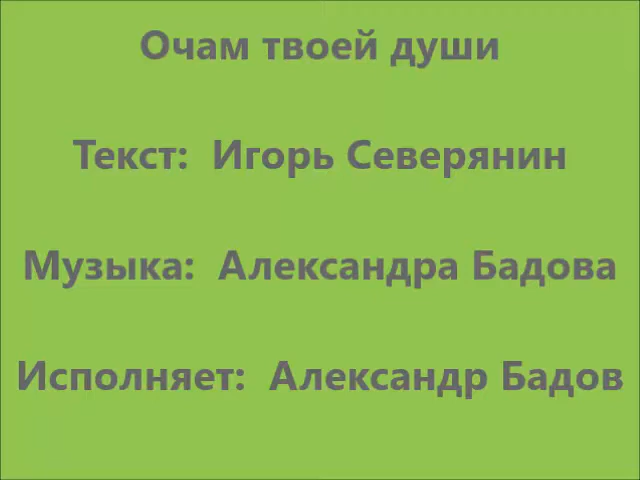 Очам твоей души
Текст: Игорь Северянин
Музыка: Александра Бадова
Исполняет: Александр Бадов